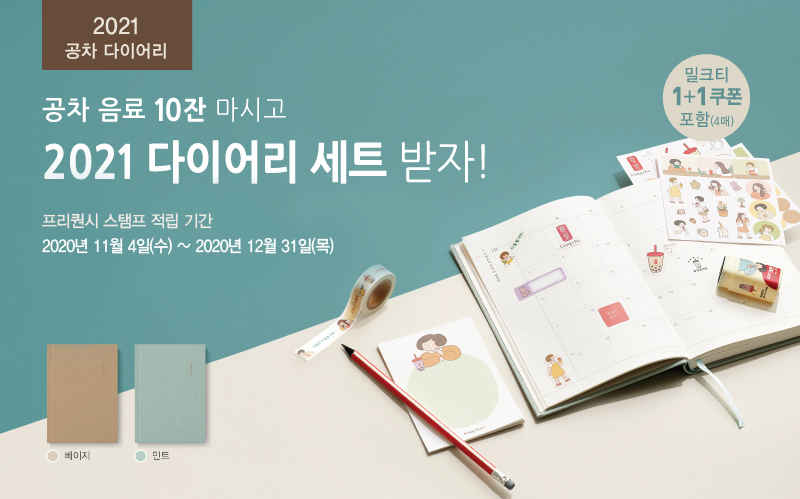 2021
공차 다이어리
공차 음료 10잔 마시고
2021 다이어리 세트 받자!
프리퀀시 스탬프 적립 기간
2020년 11월 4일(수) ~ 2020년 12월 31일(목)
밀크티
1+1 쿠폰
포함(4매)
Gong cha
베이지
민트